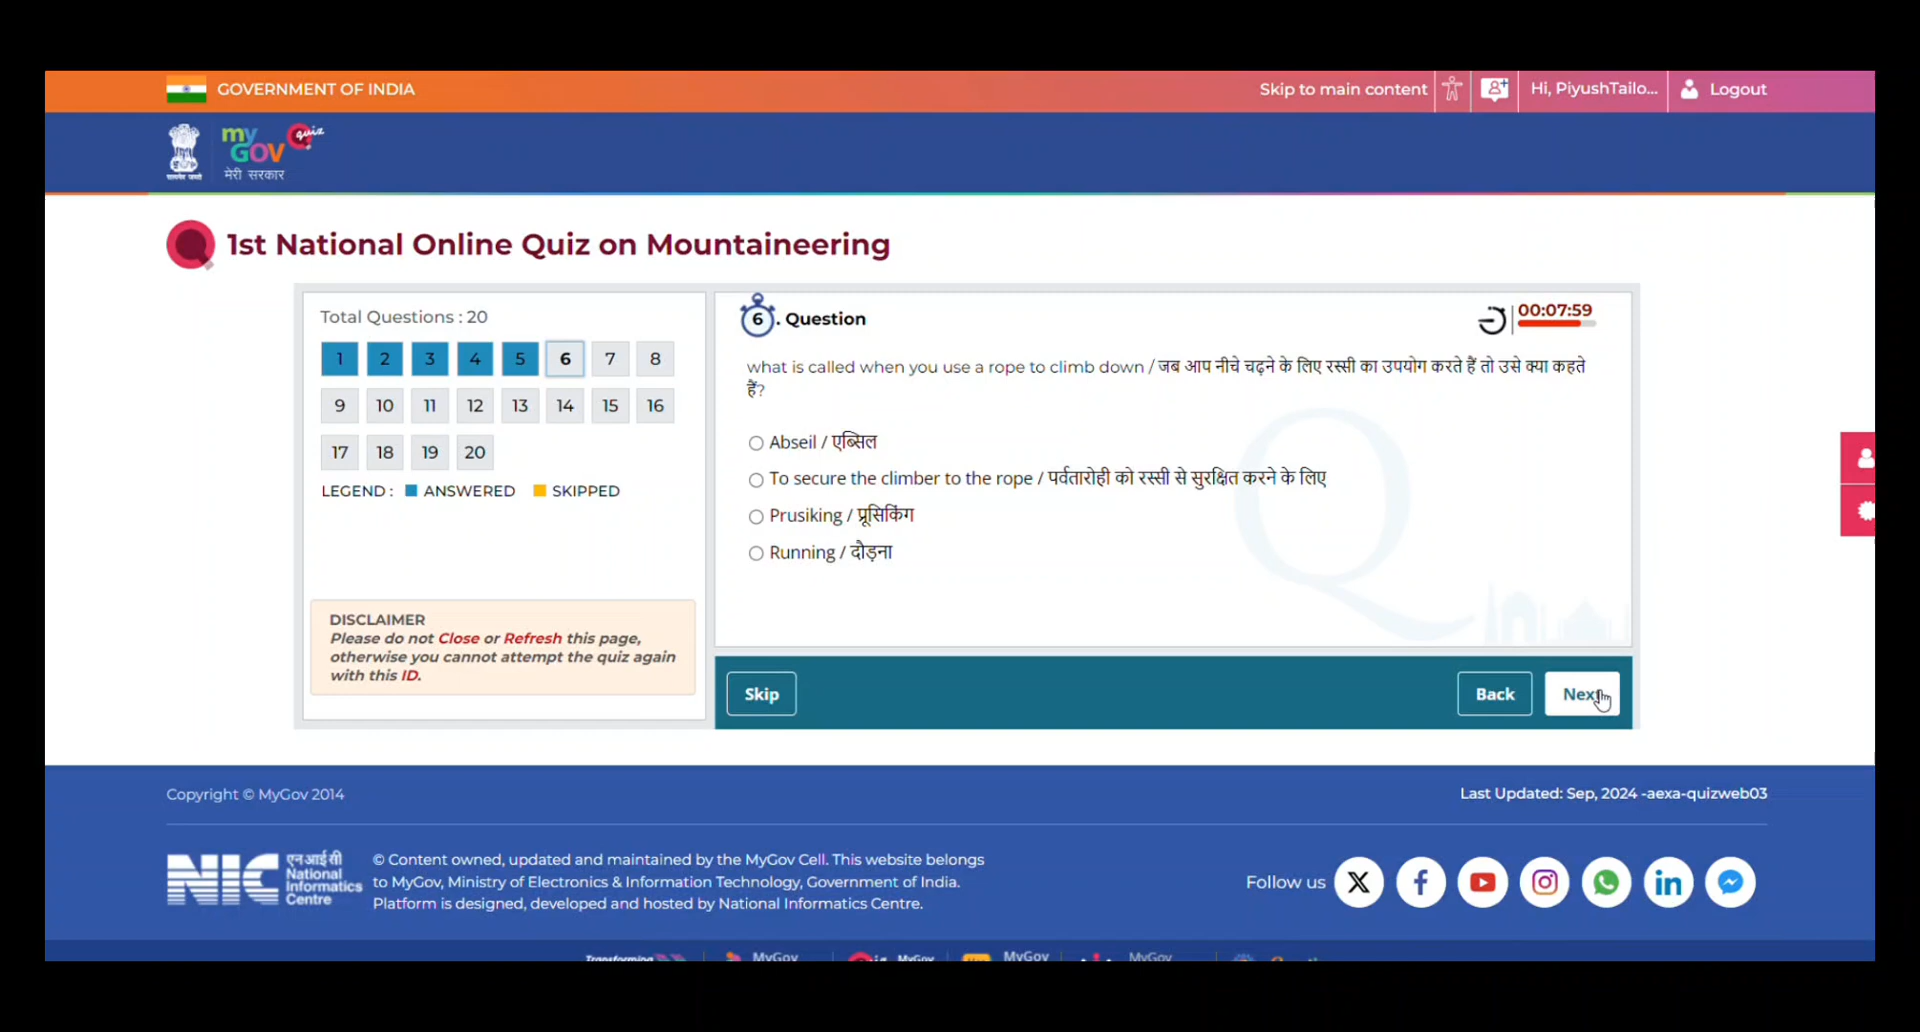 GOVERNMENT OF INDIA
Skip to main content
Hi, PiyushTailo...
Logout
my GOV quiz
मेरी सरकार
1st National Online Quiz on Mountaineering
Total Questions : 20
1 2 3 4 5 6 7 8
9 10 11 12 13 14 15 16
17 18 19 20
LEGEND : ANSWERED SKIPPED
DISCLAIMER
Please do not Close or Refresh this page,
otherwise you cannot attempt the quiz again
with this ID.
6 . Question
00:07:59
what is called when you use a rope to climb down / जब आप नीचे चढ़ने के लिए रस्सी का उपयोग करते हैं तो उसे क्या कहते
हैं?
Abseil / एब्सिल
To secure the climber to the rope / पर्वतारोही को रस्सी से सुरक्षित करने के लिए
Prusiking / प्रूसिकिंग
Running / दौड़ना
Skip
Back
Next
Copyright © MyGov 2014
Last Updated: Sep, 2024 -aexa-quizweb03
NIC
एनआईसी
National
Informatics
Centre
© Content owned, updated and maintained by the MyGov Cell. This website belongs
to MyGov, Ministry of Electronics & Information Technology, Government of India.
Platform is designed, developed and hosted by National Informatics Centre.
Follow us
Transforming
MyGov
MyGov
MyGov
MyGov